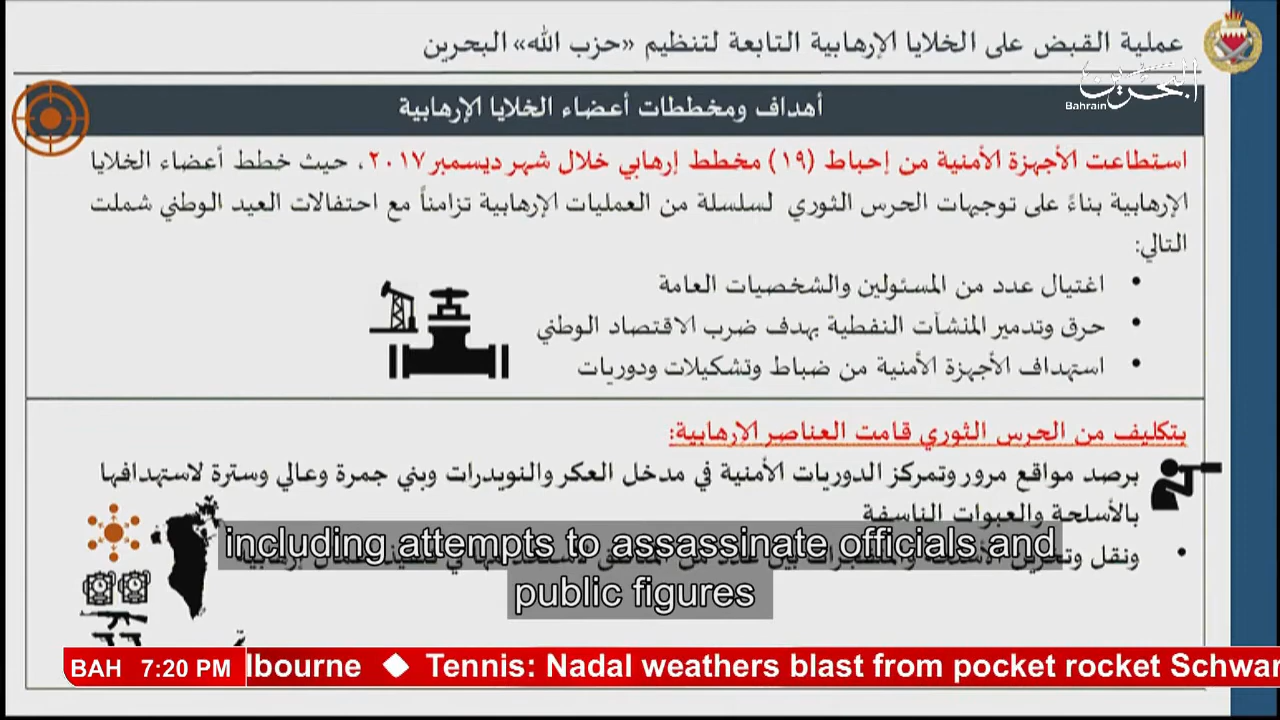 عملية القبض على الخلايا الإرهابية التابعة لتنظيم «حزب الله» البحرين
البحرين
Bahrain
أهداف ومخططات أعضاء الخلايا الإرهابية
استطاعت الأجهزة الأمنية من إحباط (١٩) مخطط إرهابي خلال شهر ديسمبر ٢٠١٧، حيث خطط أعضاء الخلايا
الإرهابية بناءً على توجيهات الحرس الثوري لسلسلة من العمليات الإرهابية تزامناً مع احتفالات العيد الوطني شملت
التالي:
• اغتيال عدد من المسئولين والشخصيات العامة
• حرق وتدمير المنشآت النفطية بهدف ضرب الاقتصاد الوطني
• استهداف الأجهزة الأمنية من ضباط وتشكيلات ودوريات
بتكليف من الحرس الثوري قامت العناصر الإرهابية:
برصد مواقع مرور وتمركز الدوريات الأمنية في مدخل العكر والنويدرات وبني جمرة وعالي وسترة لاستهدافها
بالأسلحة والعبوات الناسفة
• ونقل
including attempts to assassinate officials and
public figures
BAH 7:20 PM lbourne ◆ Tennis: Nadal weathers blast from pocket rocket Schwar